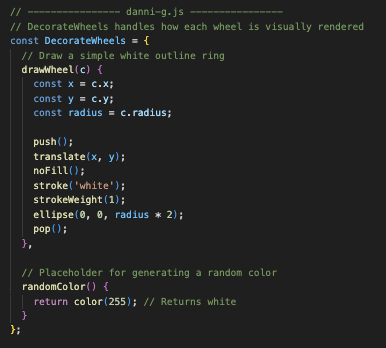 // ---------------- danni-g.js ----------------
// DecorateWheels handles how each wheel is visually rendered
const DecorateWheels = {
  // Draw a simple white outline ring
  drawWheel(c) {
    const x = c.x;
    const y = c.y;
    const radius = c.radius;

    push();
    translate(x, y);
    noFill();
    stroke('white');
    strokeWeight(1);
    ellipse(0, 0, radius * 2);
    pop();
  },

  // Placeholder for generating a random color
  randomColor() {
    return color(255); // Returns white
  }
};